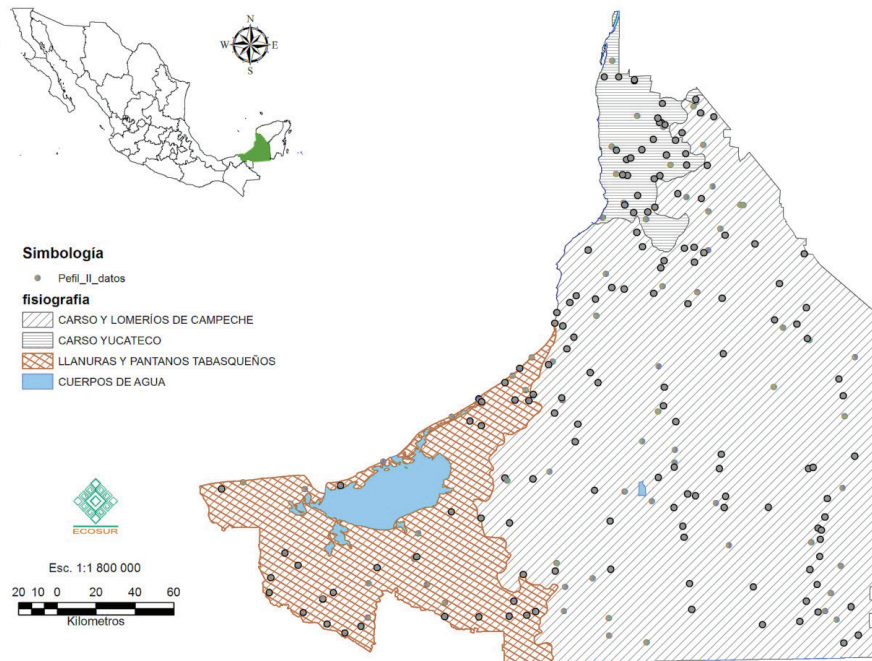 N
W E
S
Simbología
Pefil_II_datos
fisiografia
CARSO Y LOMERÍOS DE CAMPECHE
CARSO YUCATECO
LLANURAS Y PANTANOS TABASQUEÑOS
CUERPOS DE AGUA
ECOSUR
Esc. 1:1 800 000
20 10 0 20 40 60
Kilometros